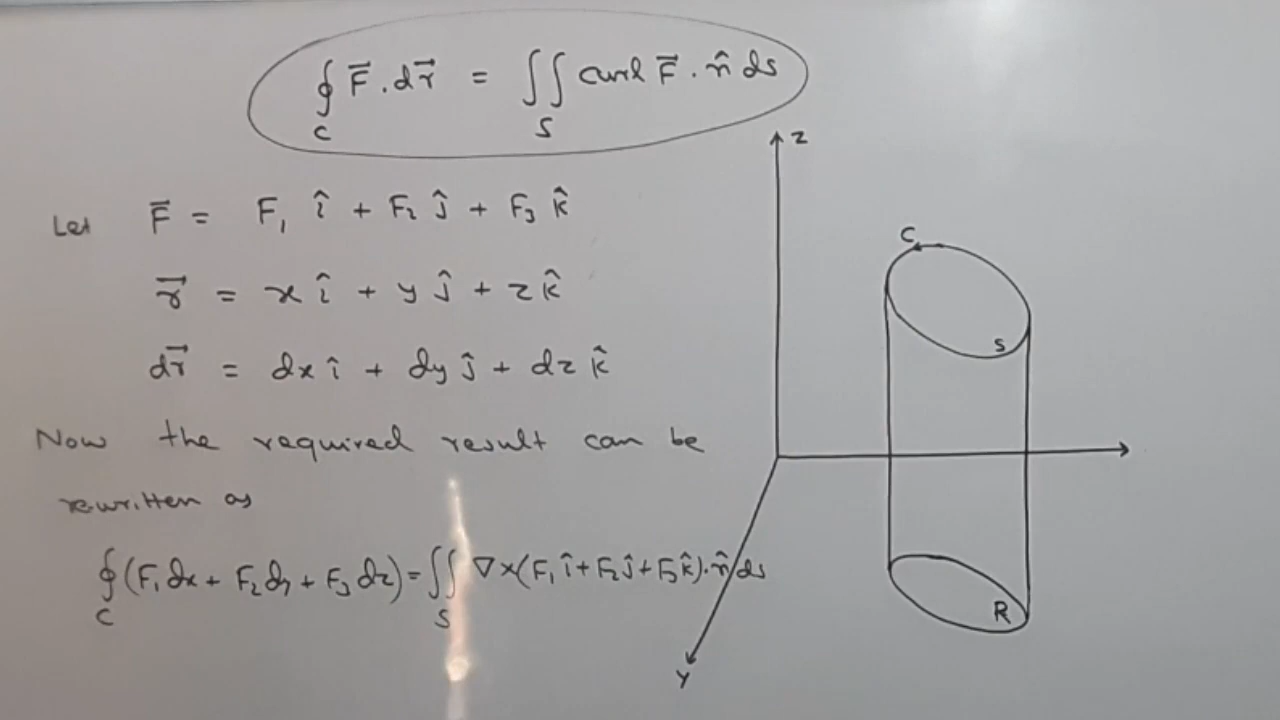 ∮_C F⃗ . dr⃗ = ∬_S curl F⃗ . n̂ ds
Let F⃗ = F₁ î + F₂ ĵ + F₃ k̂
r⃗ = x î + y ĵ + z k̂
dr⃗ = dx î + dy ĵ + dz k̂
Now the required result can be
rewritten as
∮_C (F₁ dx + F₂ dy + F₃ dz) = ∬_S ∇×(F₁ î + F₂ ĵ + F₃ k̂) . n̂ ds
z
C
S
R
y